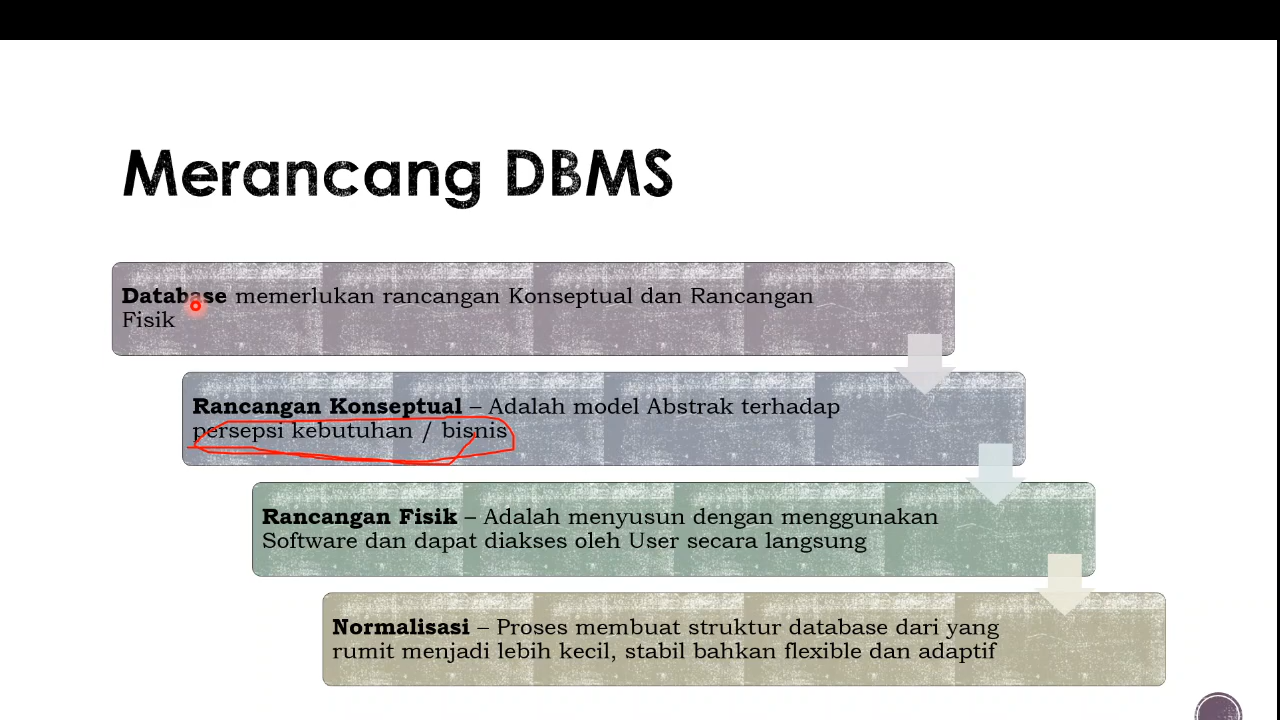 Merancang DBMS
Database memerlukan rancangan Konseptual dan Rancangan
Fisik
Rancangan Konseptual – Adalah model Abstrak terhadap
persepsi kebutuhan / bisnis
Rancangan Fisik – Adalah menyusun dengan menggunakan
Software dan dapat diakses oleh User secara langsung
Normalisasi – Proses membuat struktur database dari yang
rumit menjadi lebih kecil, stabil bahkan flexible dan adaptif